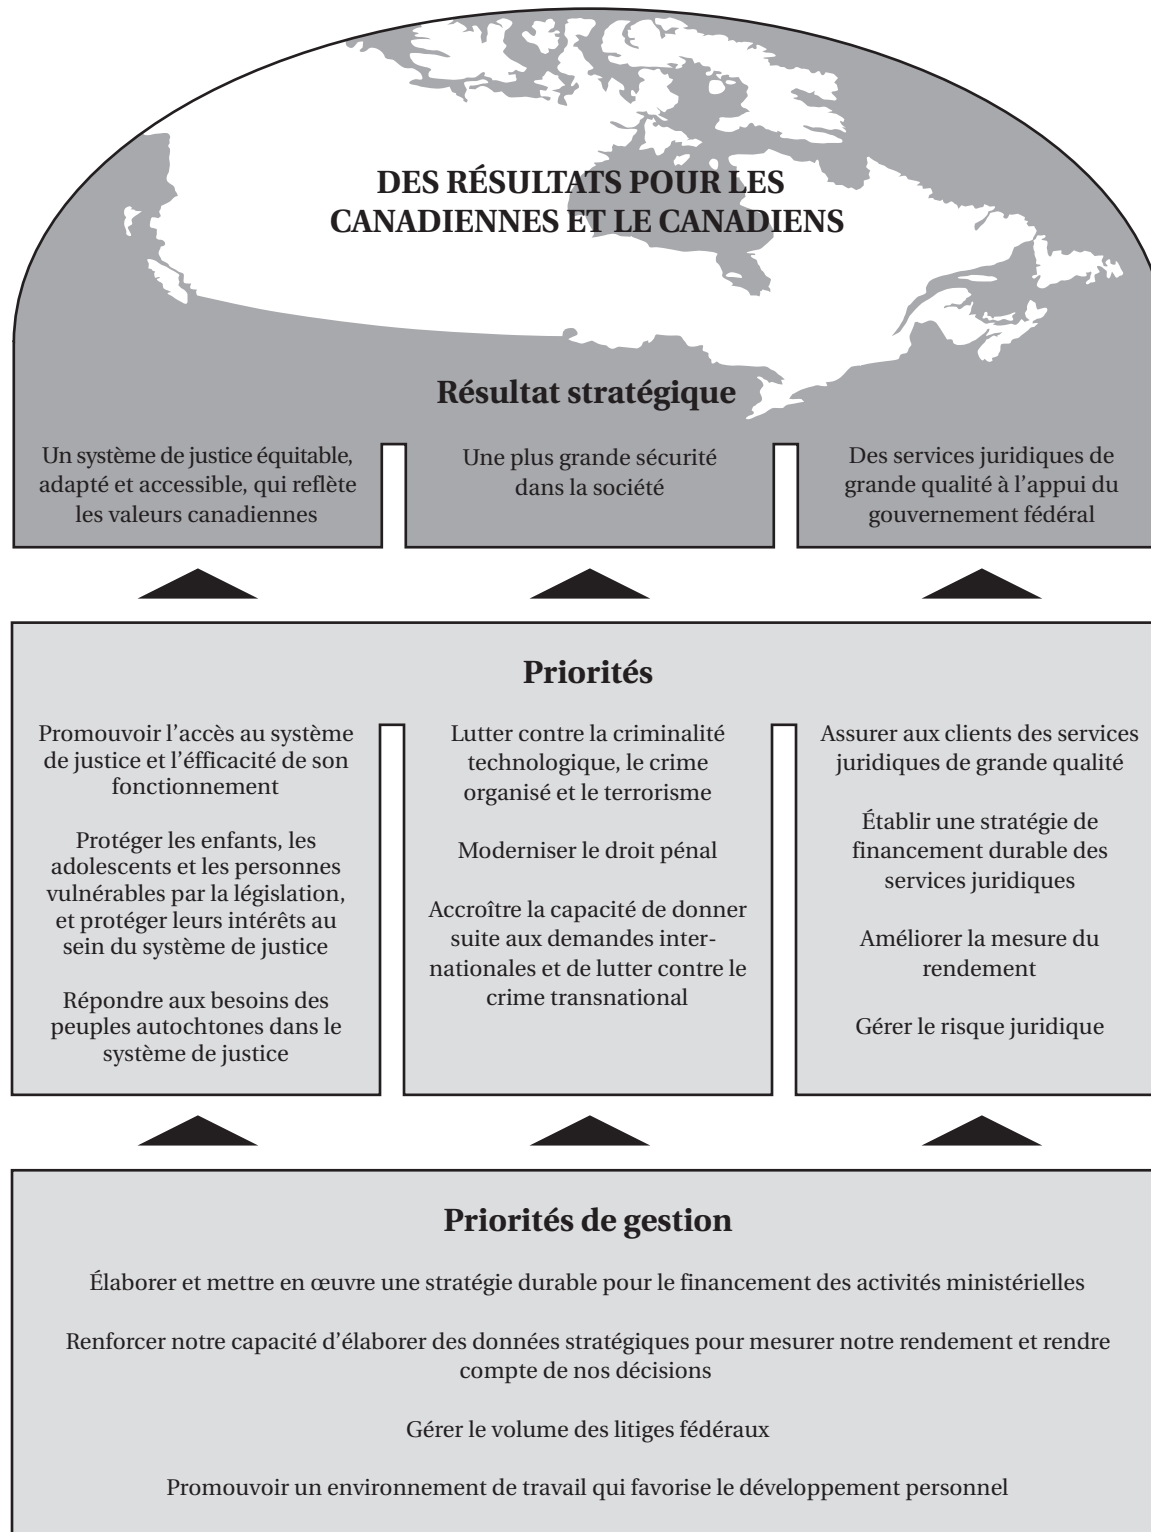 DES RÉSULTATS POUR LES
CANADIENNES ET LE CANADIENS
Résultat stratégique
Un système de justice équitable,
adapté et accessible, qui reflète
les valeurs canadiennes
Une plus grande sécurité
dans la société
Des services juridiques de
grande qualité à l'appui du
gouvernement fédéral
Priorités
Promouvoir l'accès au système
de justice et l'éfficacité de son
fonctionnement
Protéger les enfants, les
adolescents et les personnes
vulnérables par la législation,
et protéger leurs intérêts au
sein du système de justice
Répondre aux besoins des
peuples autochtones dans le
système de justice
Lutter contre la criminalité
technologique, le crime
organisé et le terrorisme
Moderniser le droit pénal
Accroître la capacité de donner
suite aux demandes inter-
nationales et de lutter contre le
crime transnational
Assurer aux clients des services
juridiques de grande qualité
Établir une stratégie de
financement durable des
services juridiques
Améliorer la mesure du
rendement
Gérer le risque juridique
Priorités de gestion
Élaborer et mettre en œuvre une stratégie durable pour le financement des activités ministérielles
Renforcer notre capacité d'élaborer des données stratégiques pour mesurer notre rendement et rendre
compte de nos décisions
Gérer le volume des litiges fédéraux
Promouvoir un environnement de travail qui favorise le développement personnel